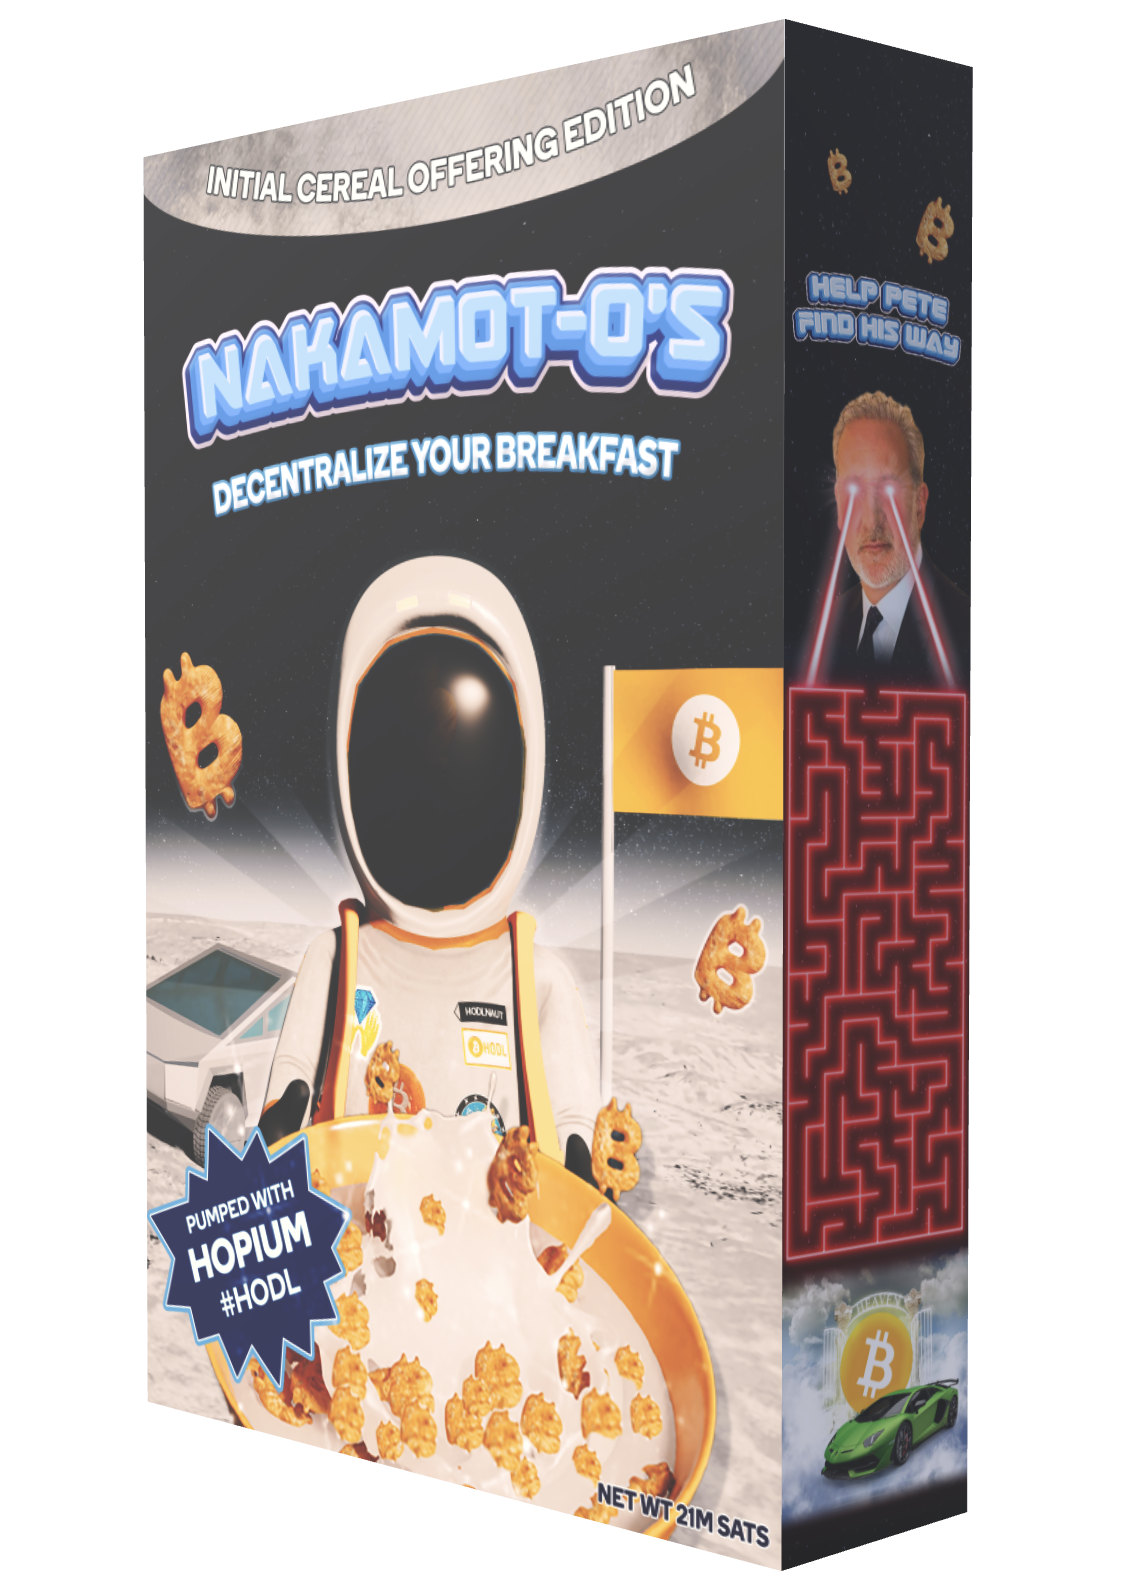 INITIAL CEREAL OFFERING EDITION
NAKAMOT-O'S
DECENTRALIZE YOUR BREAKFAST
HODLNAUT
HODL
PUMPED WITH
HOPIUM
#HODL
NET WT 21M SATS
HELP PETE
FIND HIS WAY
HEAVEN